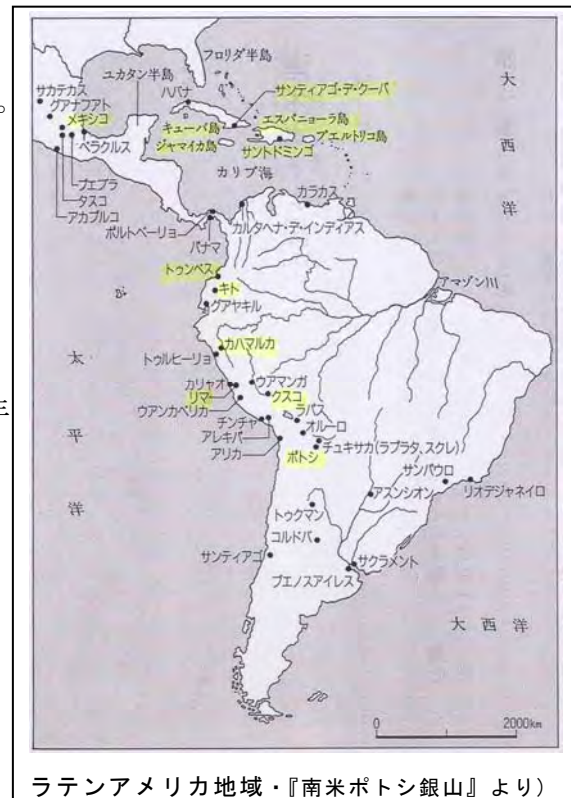 フロリダ半島
大西洋
ユカタン半島
ハバナ
サンティアゴ・デ・クーバ
サカテカス
グアナフアト
メキシコ
キューバ島
エスパニョーラ島
ベラクルス
ジャマイカ島
プエルトリコ島
サントドミンゴ
プエブラ
カリブ海
タスコ
アカプルコ
カラカス
ポルトベーリョ
カルタヘナ・デ・インディアス
パナマ
トゥンベス
アマゾン川
キト
グアヤキル
太平洋
カハマルカ
トゥルヒーリョ
カリャオ
ウアマンガ
リマ
クスコ
ウアンカベリカ
ラパス
チンチャ
オルーロ
アレキパ
チュキサカ(ラプラタ、スクレ)
アリカ
ポトシ
サンパウロ
アスンシオン
リオデジャネイロ
トゥクマン
コルドバ
サンティアゴ
サクラメント
ブエノスアイレス
大西洋
0 2000km
ラテンアメリカ地域・『南米ポトシ銀山』より)